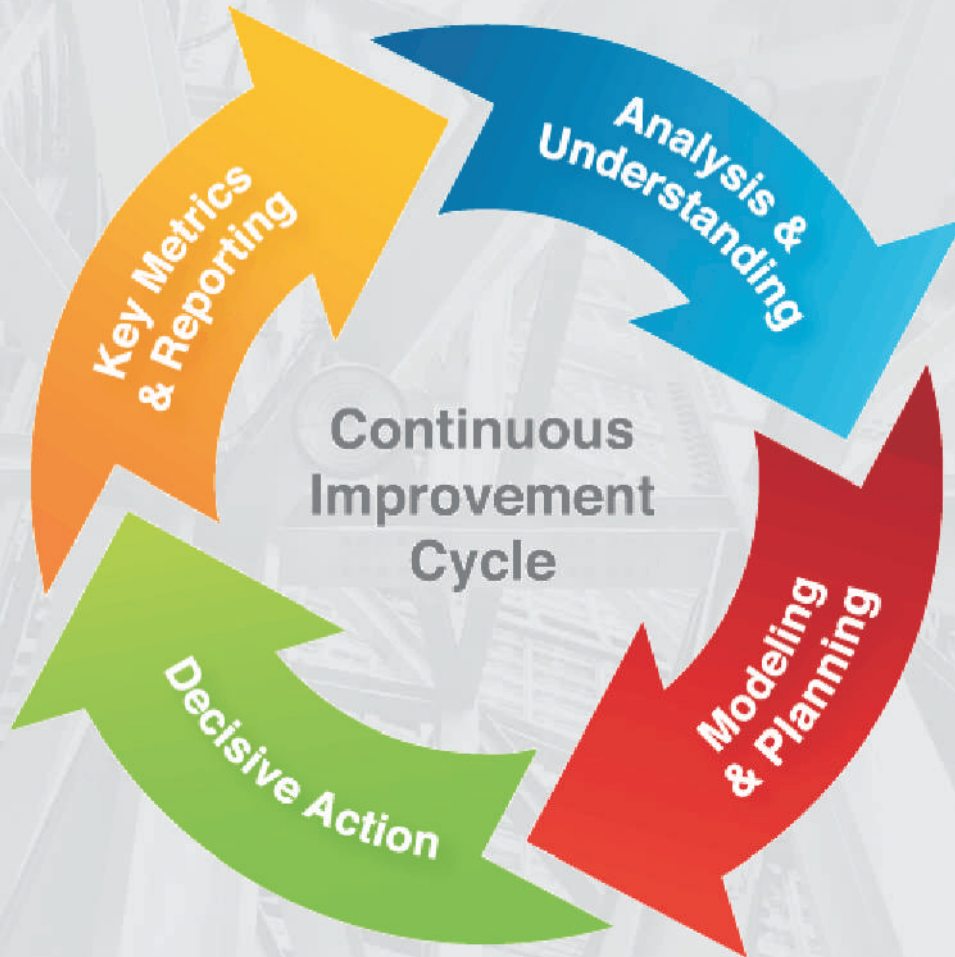 Key Metrics
& Reporting
Analysis &
Understanding
Continuous
Improvement
Cycle
Modeling
& Planning
Decisive Action